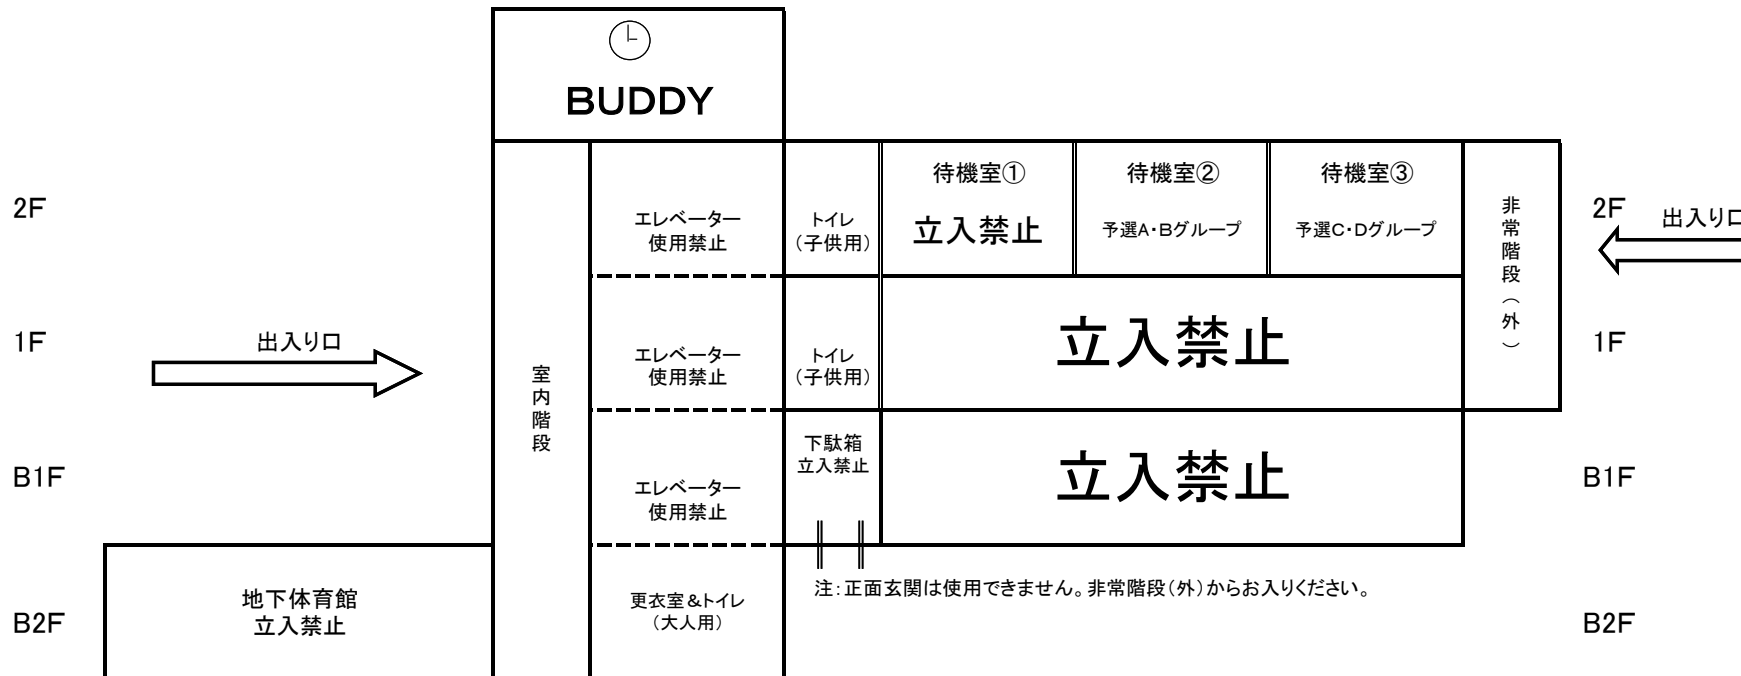 BUDDY
2F
エレベーター
使用禁止
トイレ
(子供用)
待機室①
立入禁止
待機室②
予選A・Bグループ
待機室③
予選C・Dグループ
非常階段(外)
2F
出入り口
1F
出入り口
室内階段
エレベーター
使用禁止
トイレ
(子供用)
立入禁止
1F
B1F
エレベーター
使用禁止
下駄箱
立入禁止
立入禁止
B1F
B2F
地下体育館
立入禁止
更衣室&トイレ
(大人用)
注:正面玄関は使用できません。非常階段(外)からお入りください。
B2F